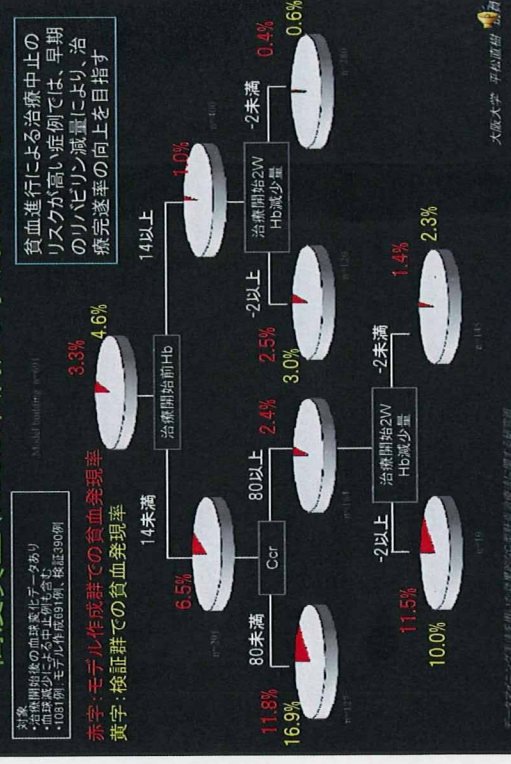 対象
・治療開始後の血球変化データあり
・血球減少による中止例も含む
・1081例:モデル作成691例、検証390例
貧血進行による治療中止の
リスクが高い症例では、早期
のリバビリン減量により、治
療完遂率の向上を目指す
赤字:モデル作成群での貧血発現率
黄字:検証群での貧血発現率
Model building n=691
3.3%
4.6%
治療開始前Hb
14未満
14以上
6.5%
1.0%
Ccr
治療開始2W
Hb減少量
80未満
80以上
-2以上
-2未満
11.8%
16.9%
2.4%
2.5%
3.0%
0.4%
0.6%
治療開始2W
Hb減少量
-2以上
-2未満
11.5%
10.0%
1.4%
2.3%
大阪大学 平松直樹